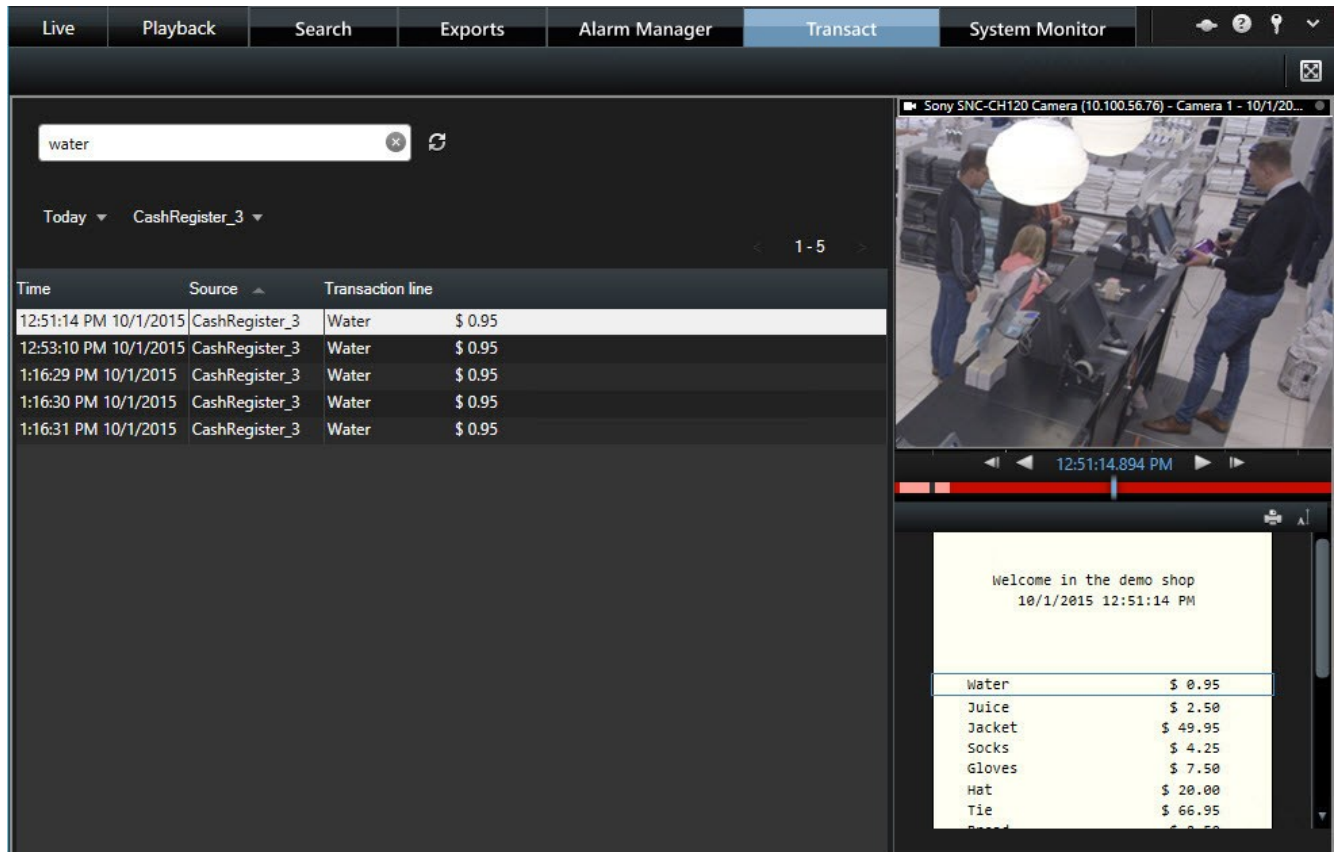 Live Playback Search Exports Alarm Manager Transact System Monitor
Sony SNC-CH120 Camera (10.100.56.76) - Camera 1 - 10/1/20...
water
Today CashRegister_3
1 - 5
Time Source Transaction line
12:51:14 PM 10/1/2015 CashRegister_3 Water $ 0.95
12:53:10 PM 10/1/2015 CashRegister_3 Water $ 0.95
1:16:29 PM 10/1/2015 CashRegister_3 Water $ 0.95
1:16:30 PM 10/1/2015 CashRegister_3 Water $ 0.95
1:16:31 PM 10/1/2015 CashRegister_3 Water $ 0.95
12:51:14.894 PM
Welcome in the demo shop
10/1/2015 12:51:14 PM
Water $ 0.95
Juice $ 2.50
Jacket $ 49.95
Socks $ 4.25
Gloves $ 7.50
Hat $ 20.00
Tie $ 66.95